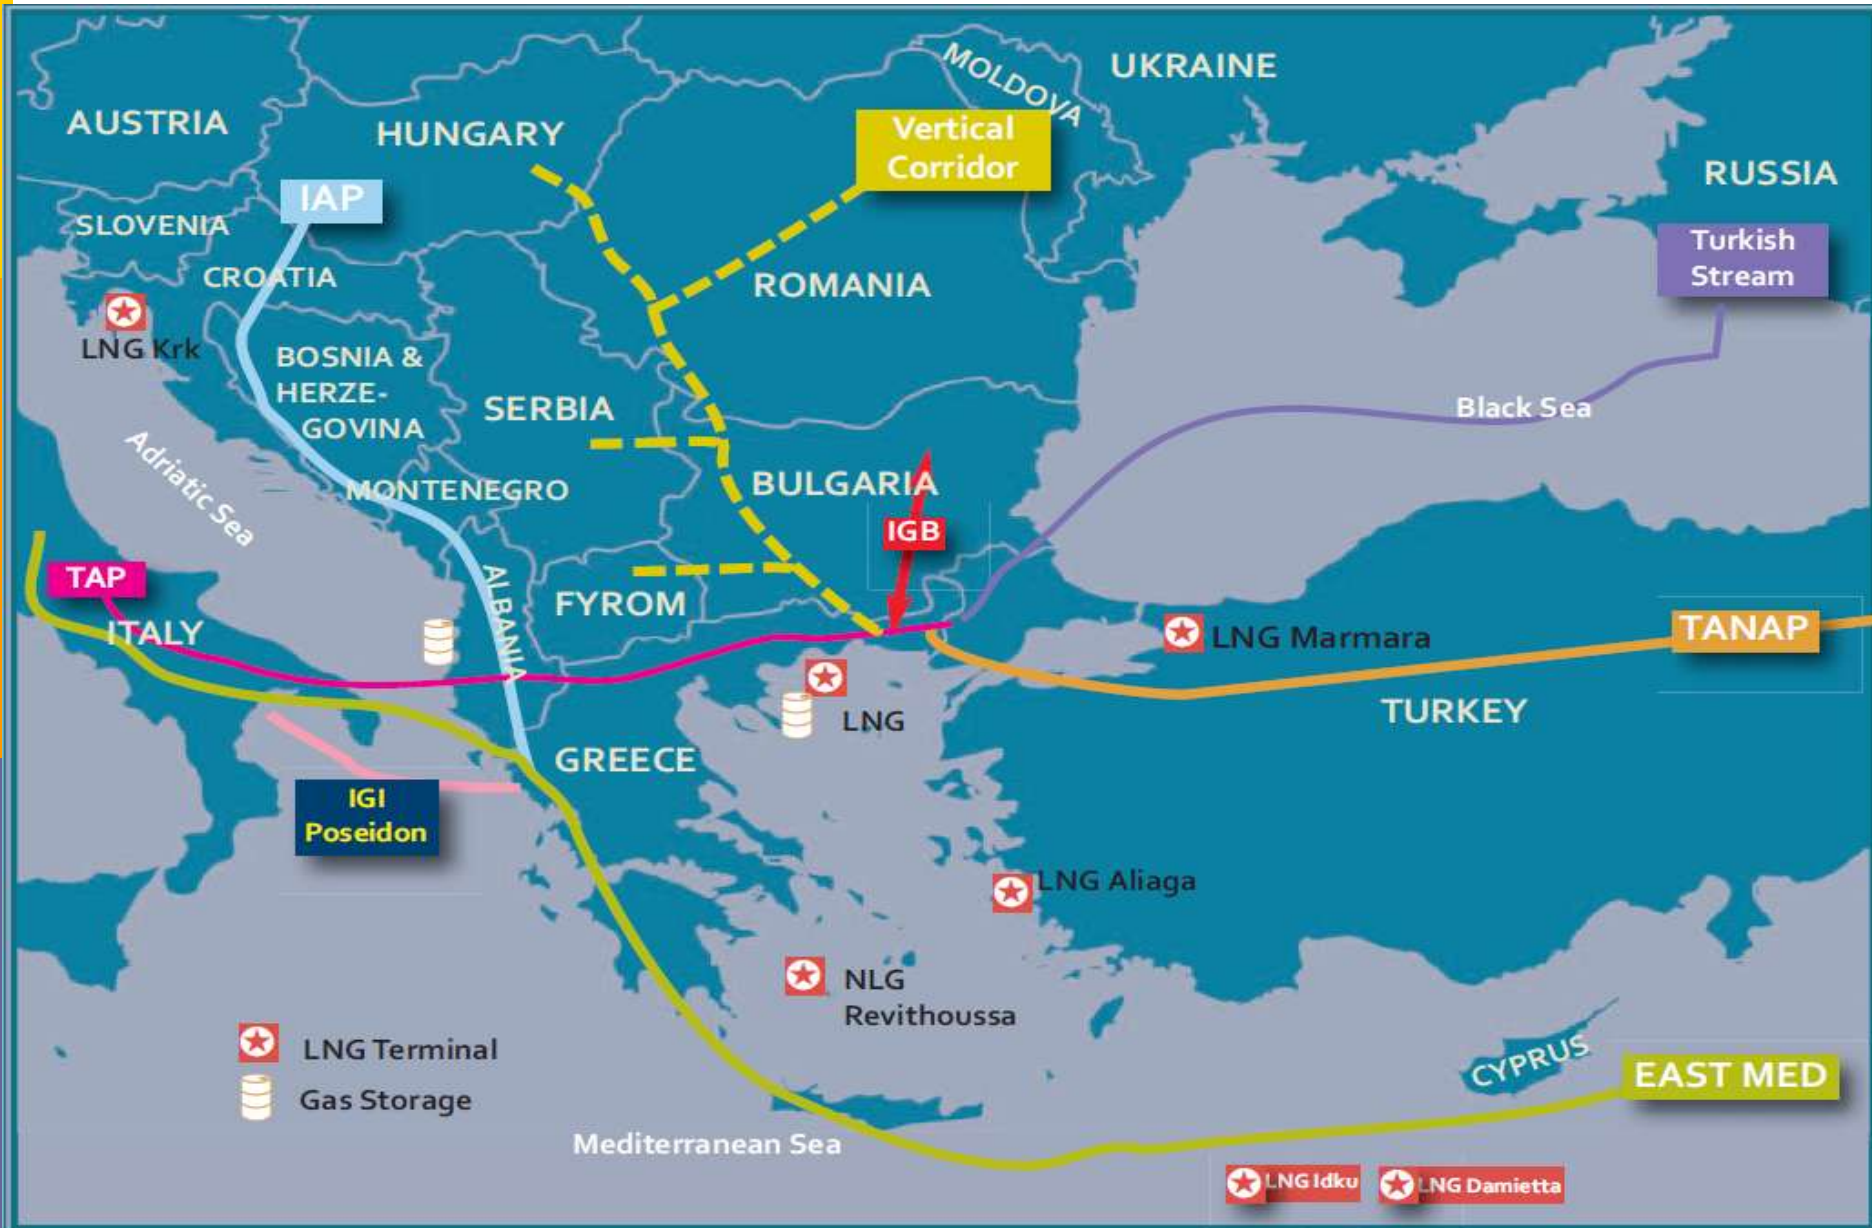 MOLDOVA
UKRAINE
AUSTRIA
HUNGARY
Vertical
Corridor
RUSSIA
IAP
SLOVENIA
Turkish
Stream
CROATIA
ROMANIA
LNG Krk
BOSNIA &
HERZE-
GOVINA
SERBIA
Black Sea
Adriatic Sea
MONTENEGRO
BULGARIA
IGB
TAP
ALBANIA
FYROM
ITALY
LNG Marmara
TANAP
LNG
TURKEY
GREECE
IGI
Poseidon
LNG Aliaga
NLG
Revithoussa
LNG Terminal
Gas Storage
CYPRUS
EAST MED
Mediterranean Sea
LNG Idku
LNG Damietta